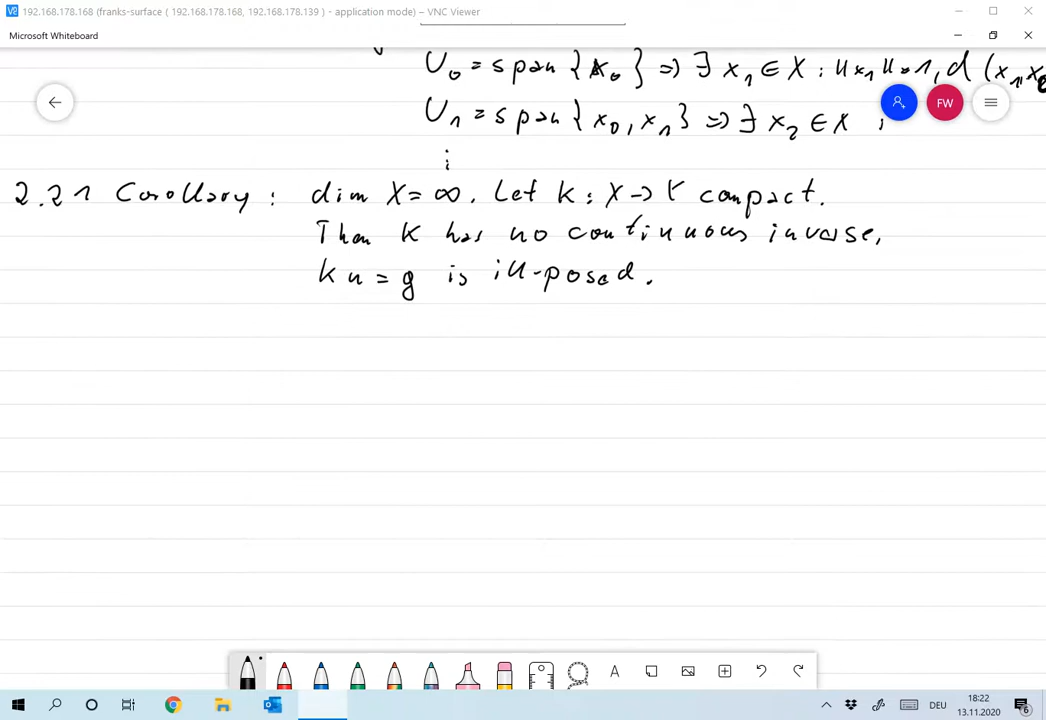 192.168.178.168 (franks-surface ( 192.168.178.168, 192.168.178.139 ) - application mode) – VNC Viewer
Microsoft Whiteboard
U₀ = span {x₀} => ∃ x₁ ∈ X : ||x₁|| = 1, d (x₁, x₀
U₁ = span {x₀, x₁} => ∃ x₂ ∈ X :
⋮
FW
2.21 Corollary : dim X = ∞. Let K : X → Y compact.
Then K has no continuous inverse,
K u = g is ill-posed.
A
18:22
DEU
13.11.2020
6